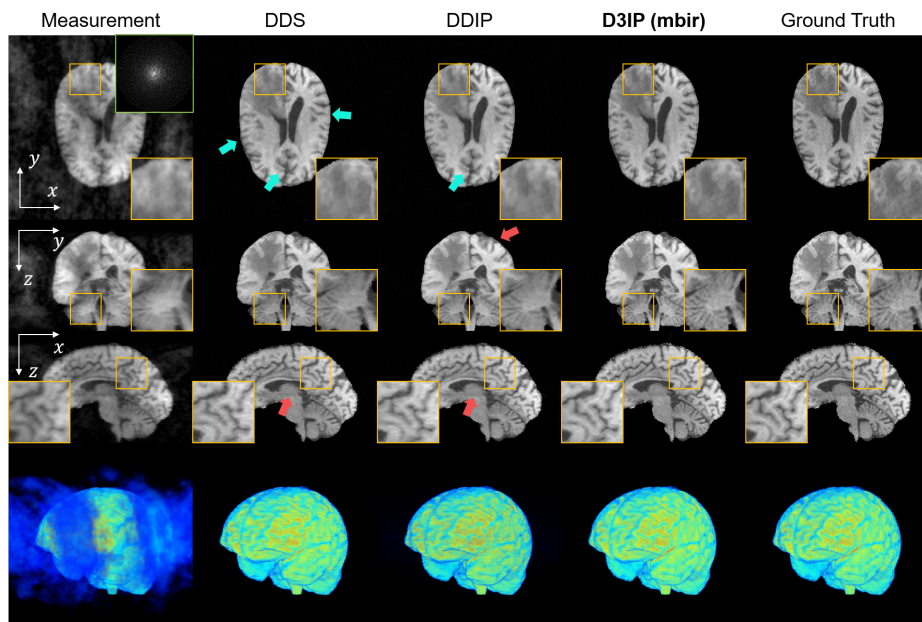 Measurement DDS DDIP D3IP (mbir) Ground Truth
y
x
y
z
x
z